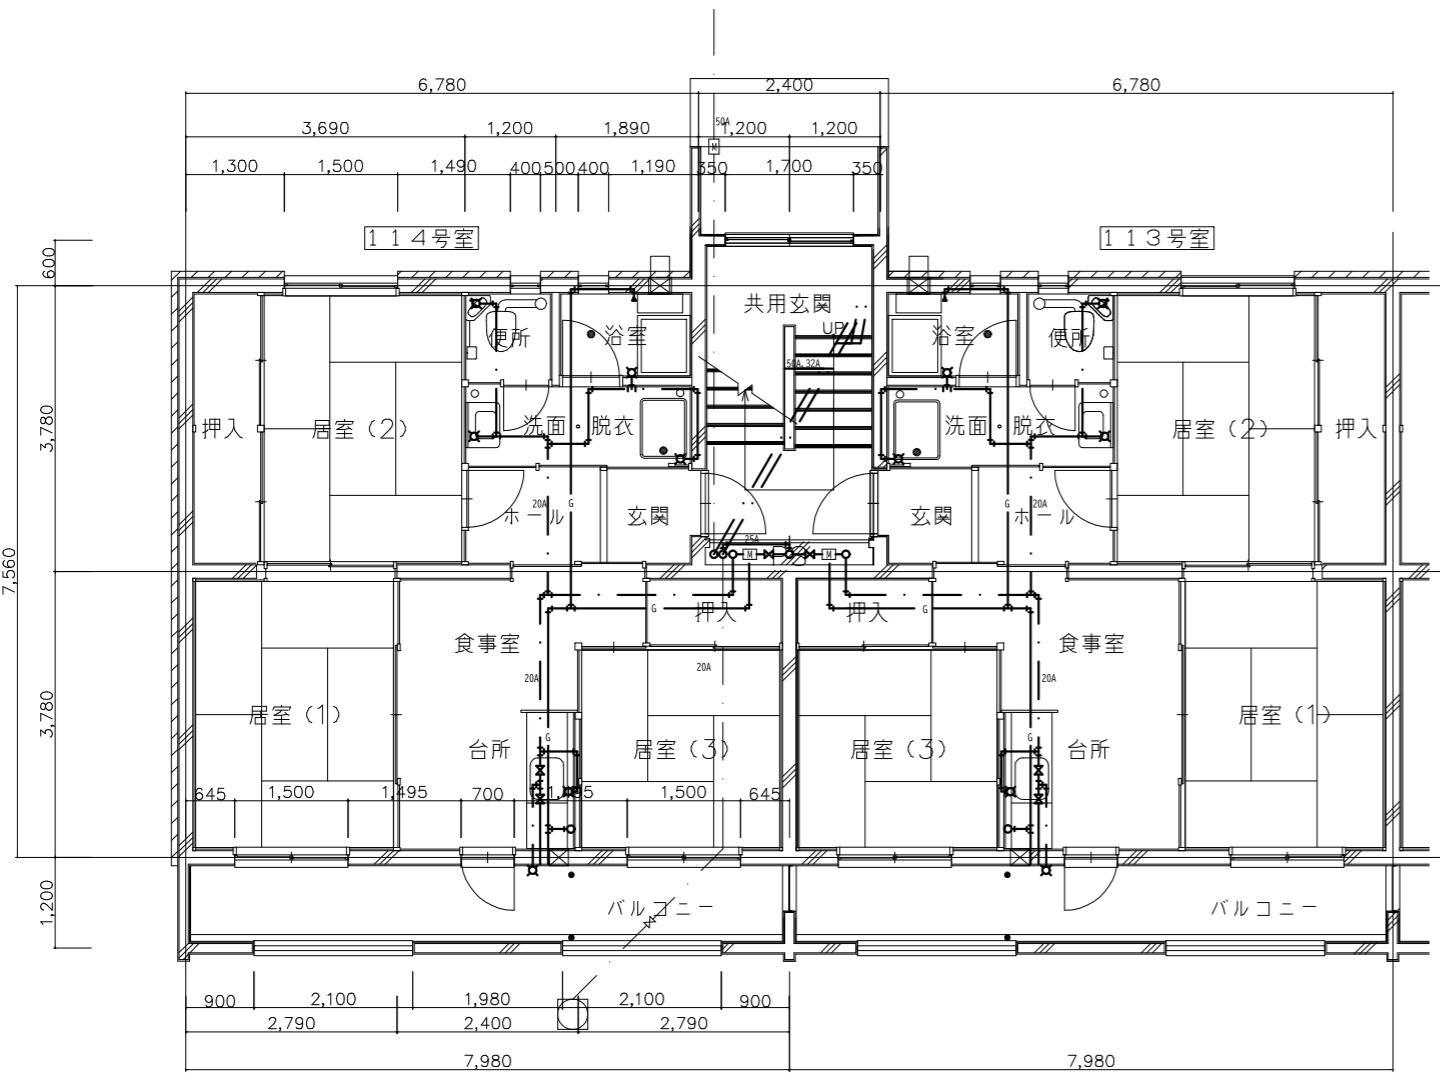 6,780 2,400 6,780
50A
3,690 1,200 1,890 1,200 1,200
M
1,300 1,500 1,490 400 500 400 1,190 350 1,700 350
114号室 113号室
600
共用玄関
UP
便所 浴室 浴室 便所
50A,32A
押入 居室(2) 洗面 脱衣 洗面 脱衣 居室(2) 押入
3,780
20A G G 20A
ホール 玄関 玄関 ホール
25A
M PS M
7,560
G 押入 押入 G
食事室 食事室
20A 20A 20A
3,780
居室(1) 居室(1)
G G
台所 居室(3) 居室(3) 台所
645 1,500 1,495 700 1,500 645
1,200
バルコニー バルコニー
900 2,100 1,980 2,100 900
2,790 2,400 2,790
7,980 7,980